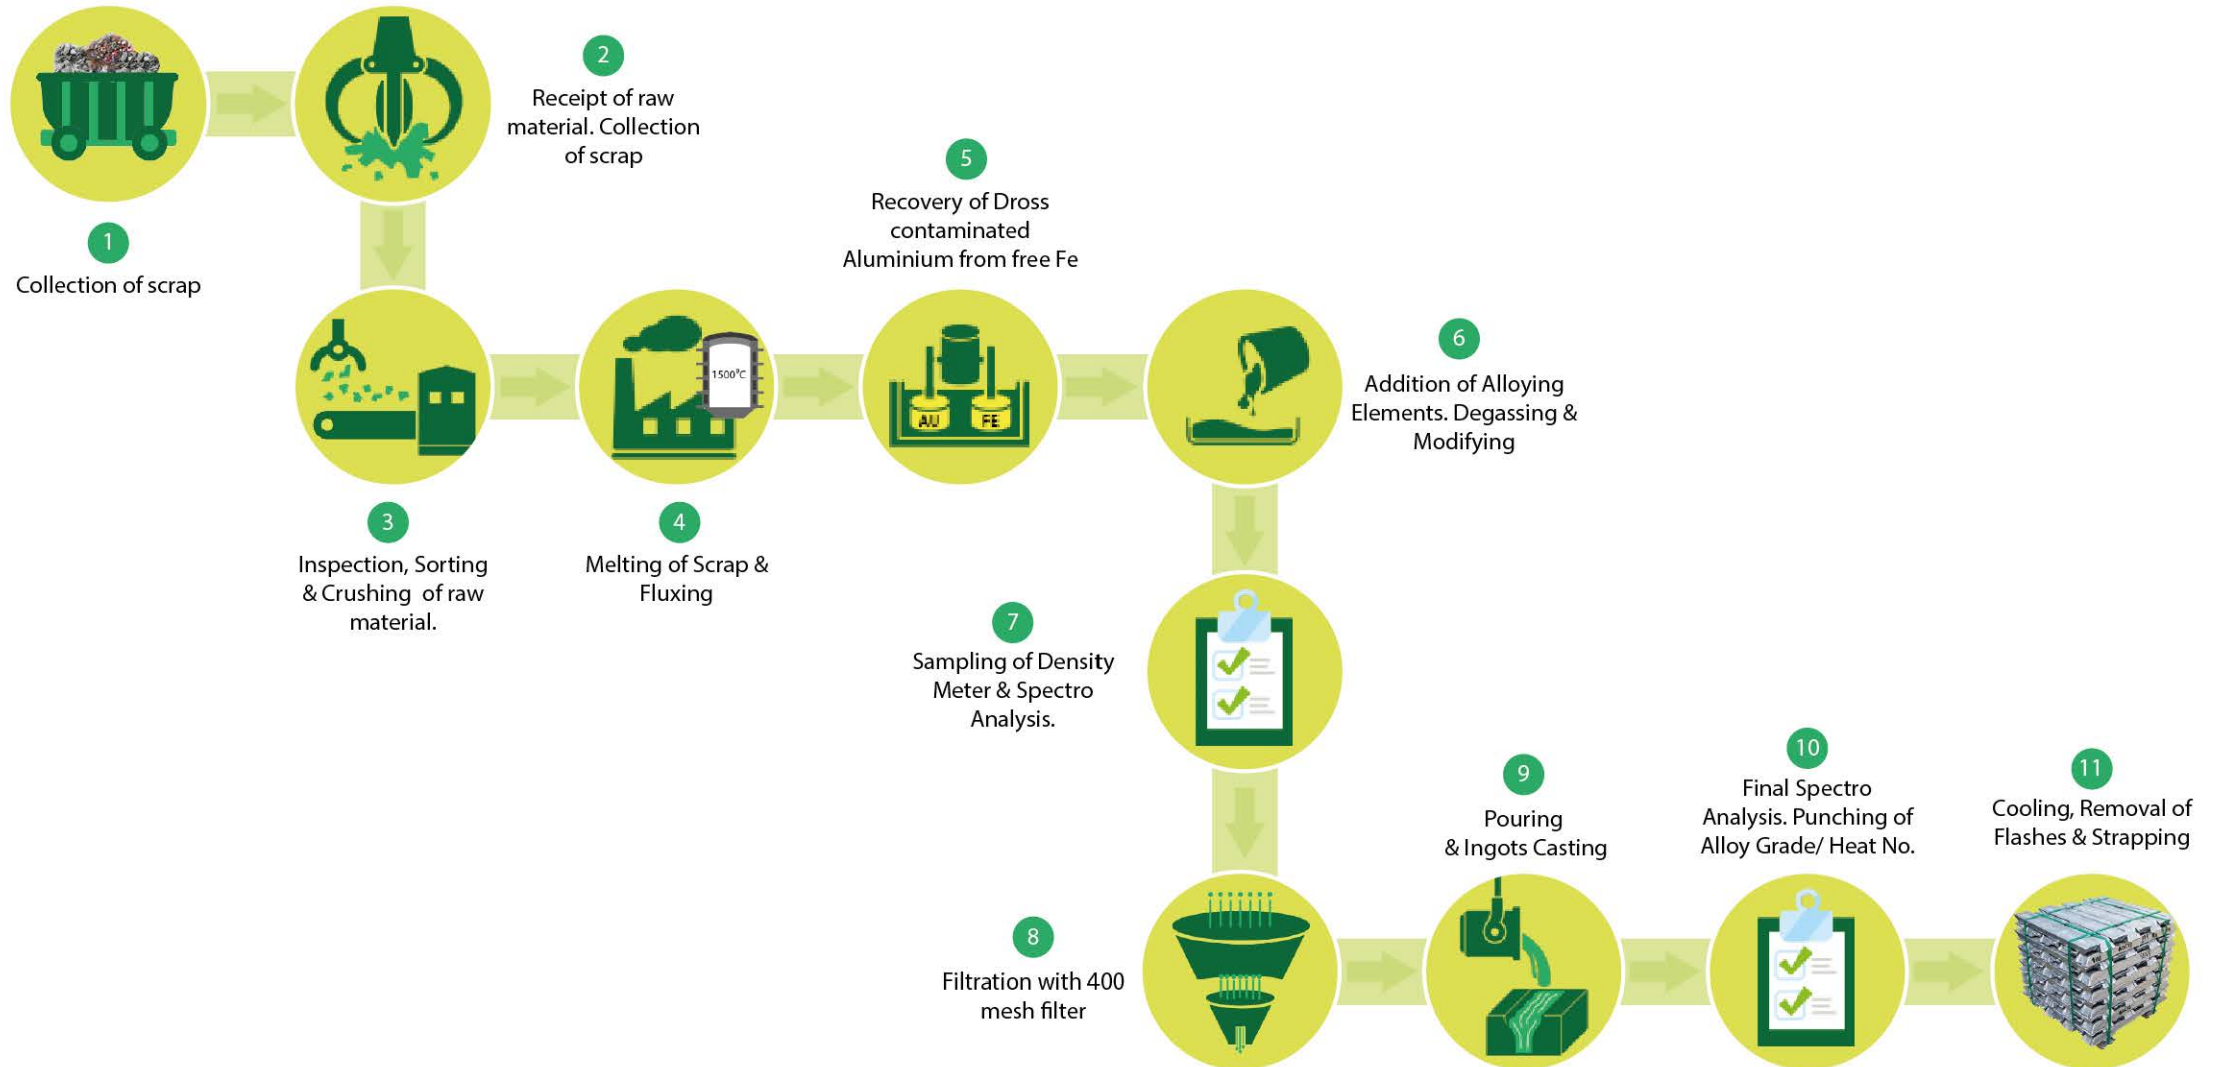 1
Collection of scrap
2
Receipt of raw
material. Collection
of scrap
3
Inspection, Sorting
& Crushing of raw
material.
4
Melting of Scrap &
Fluxing
1500°C
5
Recovery of Dross
contaminated
Aluminium from free Fe
AU
FE
6
Addition of Alloying
Elements. Degassing &
Modifying
7
Sampling of Density
Meter & Spectro
Analysis.
8
Filtration with 400
mesh filter
9
Pouring
& Ingots Casting
10
Final Spectro
Analysis. Punching of
Alloy Grade/ Heat No.
11
Cooling, Removal of
Flashes & Strapping